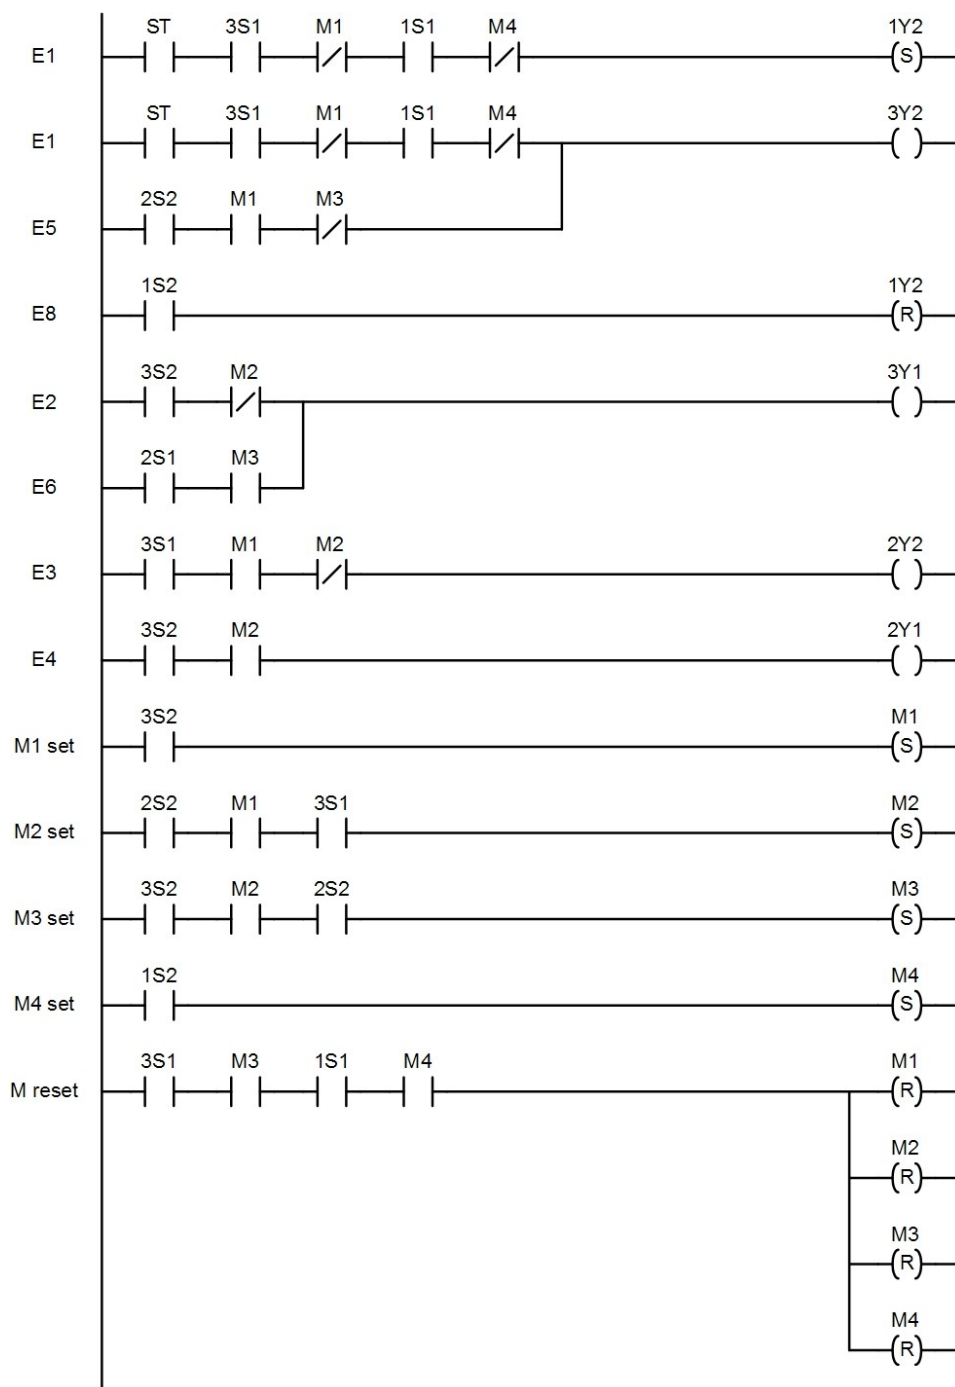 ST 3S1 M1 1S1 M4 1Y2
E1 S
ST 3S1 M1 1S1 M4 3Y2
E1
2S2 M1 M3
E5
1S2 1Y2
E8 R
3S2 M2 3Y1
E2
2S1 M3
E6
3S1 M1 M2 2Y2
E3
3S2 M2 2Y1
E4
3S2 M1
M1 set S
2S2 M1 3S1 M2
M2 set S
3S2 M2 2S2 M3
M3 set S
1S2 M4
M4 set S
3S1 M3 1S1 M4 M1
M reset R
M2
R
M3
R
M4
R